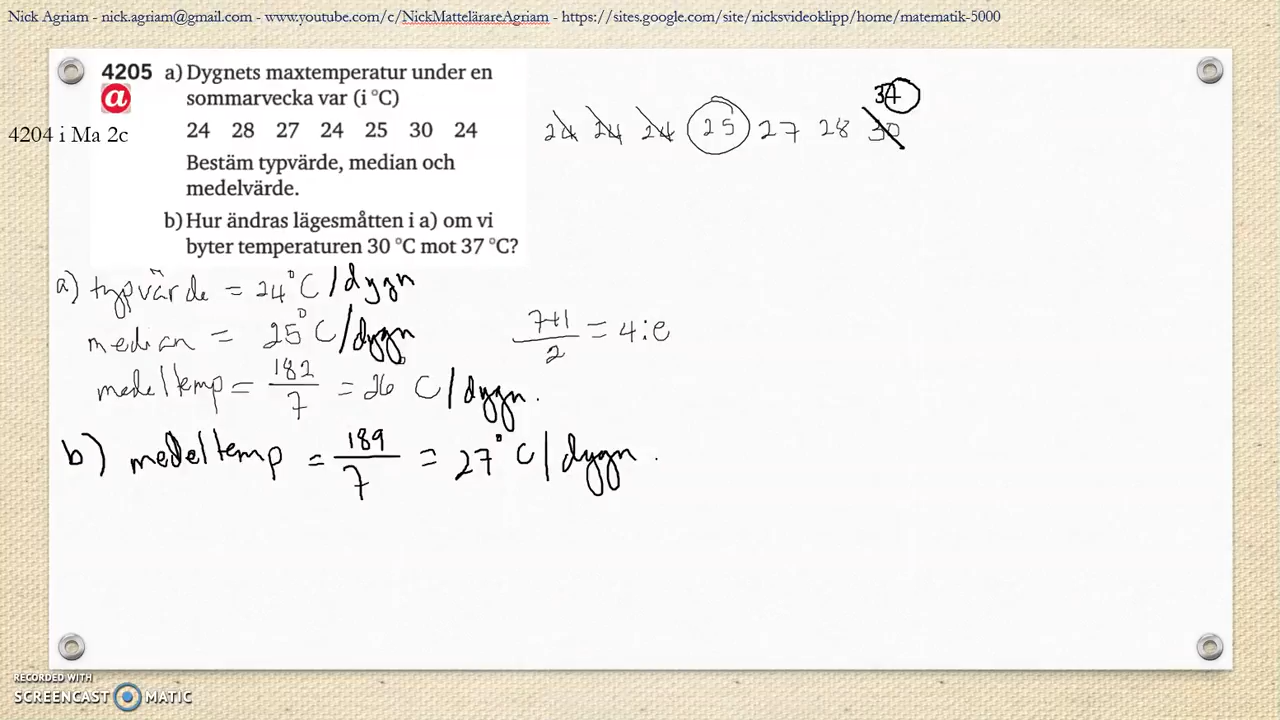 Nick Agriam - nick.agriam@gmail.com - www.youtube.com/c/NickMattelärareAgriam - https://sites.google.com/site/nicksvideoklipp/home/matematik-5000
4205 a) Dygnets maxtemperatur under en
sommarvecka var (i °C)
a
24 28 27 24 25 30 24
4204 i Ma 2c
Bestäm typvärde, median och
medelvärde.
b) Hur ändras lägesmåtten i a) om vi
byter temperaturen 30 °C mot 37 °C?
37
24 24 24 25 27 28 30
a) typvärde = 24°C/dygn
median = 25°C/dygn
7+1/2 = 4:e
medeltemp = 182/7 = 26°C/dygn.
b) medeltemp = 189/7 = 27°C/dygn.
RECORDED WITH
SCREENCAST MATIC